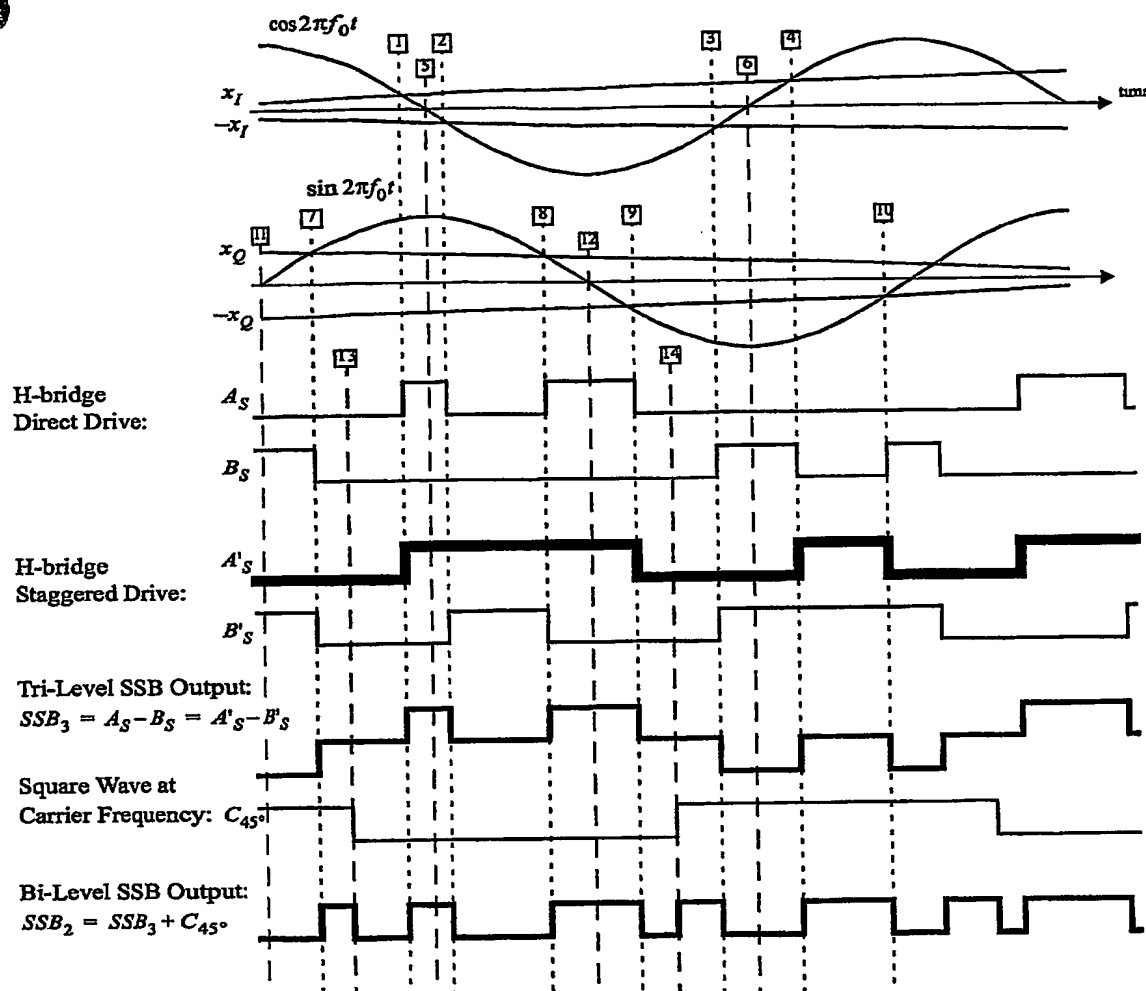 cos2πf₀t
1
2
3
4
5
6
x_I
−x_I
time
sin 2πf₀t
7
8
9
10
11
12
x_Q
−x_Q
13
14
H-bridge
Direct Drive:
A_S
B_S
H-bridge
Staggered Drive:
A'_S
B'_S
Tri-Level SSB Output:
SSB₃ = A_S − B_S = A'_S − B'_S
Square Wave at
Carrier Frequency: C₄₅°
Bi-Level SSB Output:
SSB₂ = SSB₃ + C₄₅°